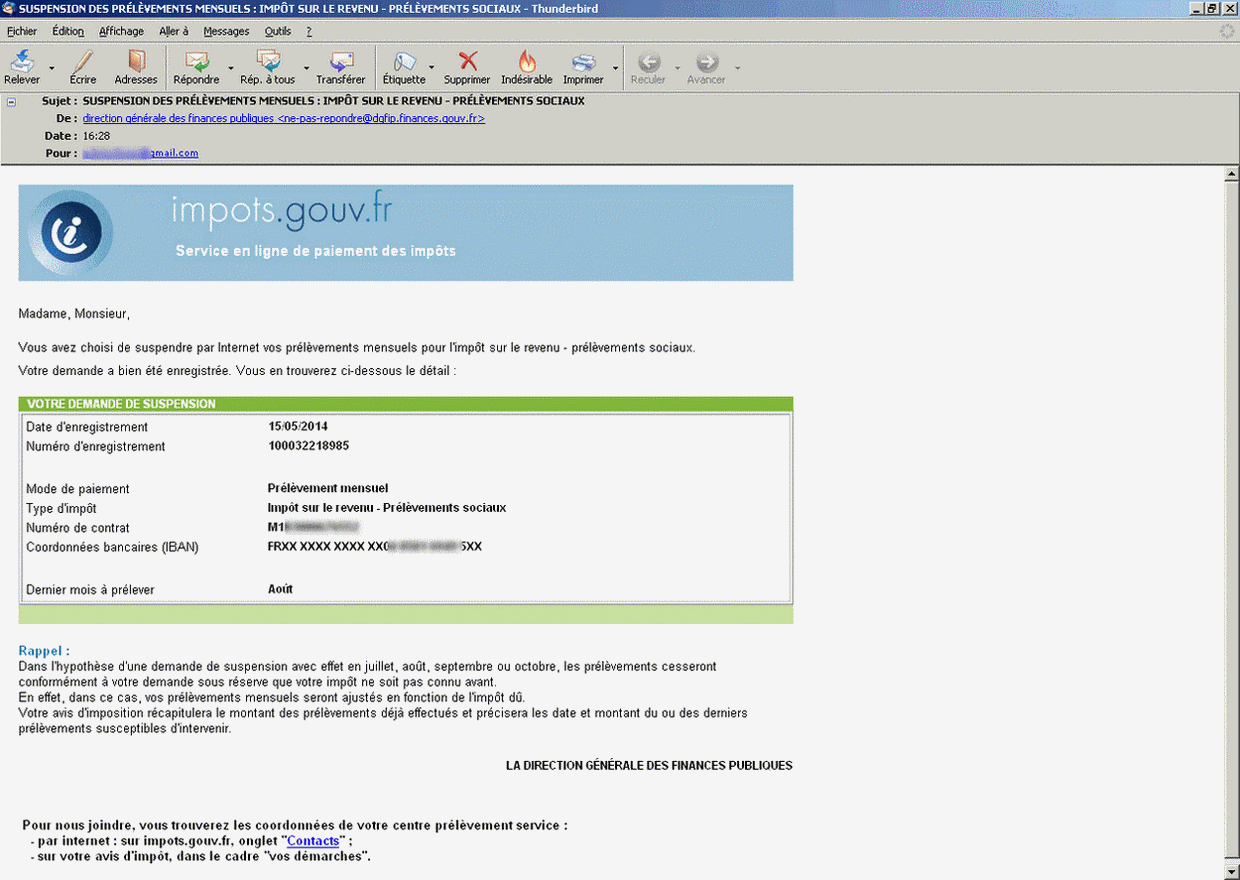 SUSPENSION DES PRÉLÈVEMENTS MENSUELS : IMPÔT SUR LE REVENU - PRÉLÈVEMENTS SOCIAUX - Thunderbird
Fichier Édition Affichage Aller à Messages Outils ?
Relever Écrire Adresses Répondre Rép. à tous Transférer Étiquette Supprimer Indésirable Imprimer Reculer Avancer
Sujet : SUSPENSION DES PRÉLÈVEMENTS MENSUELS : IMPÔT SUR LE REVENU - PRÉLÈVEMENTS SOCIAUX
De : direction générale des finances publiques <ne-pas-repondre@dgfip.finances.gouv.fr>
Date : 16:28
Pour : gmail.com
impots.gouv.fr
Service en ligne de paiement des impôts
Madame, Monsieur,
Vous avez choisi de suspendre par Internet vos prélèvements mensuels pour l'impôt sur le revenu - prélèvements sociaux.
Votre demande a bien été enregistrée. Vous en trouverez ci-dessous le détail :
VOTRE DEMANDE DE SUSPENSION
Date d'enregistrement 15/05/2014
Numéro d'enregistrement 100032218985
Mode de paiement Prélèvement mensuel
Type d'impôt Impôt sur le revenu - Prélèvements sociaux
Numéro de contrat M1
Coordonnées bancaires (IBAN) FRXX XXXX XXXX XX0 5XX
Dernier mois à prélever Août
Rappel :
Dans l'hypothèse d'une demande de suspension avec effet en juillet, août, septembre ou octobre, les prélèvements cesseront
conformément à votre demande sous réserve que votre impôt ne soit pas connu avant.
En effet, dans ce cas, vos prélèvements mensuels seront ajustés en fonction de l'impôt dû.
Votre avis d'imposition récapitulera le montant des prélèvements déjà effectués et précisera les date et montant du ou des derniers
prélèvements susceptibles d'intervenir.
LA DIRECTION GÉNÉRALE DES FINANCES PUBLIQUES
Pour nous joindre, vous trouverez les coordonnées de votre centre prélèvement service :
- par internet : sur impots.gouv.fr, onglet "Contacts" ;
- sur votre avis d'impôt, dans le cadre "vos démarches".